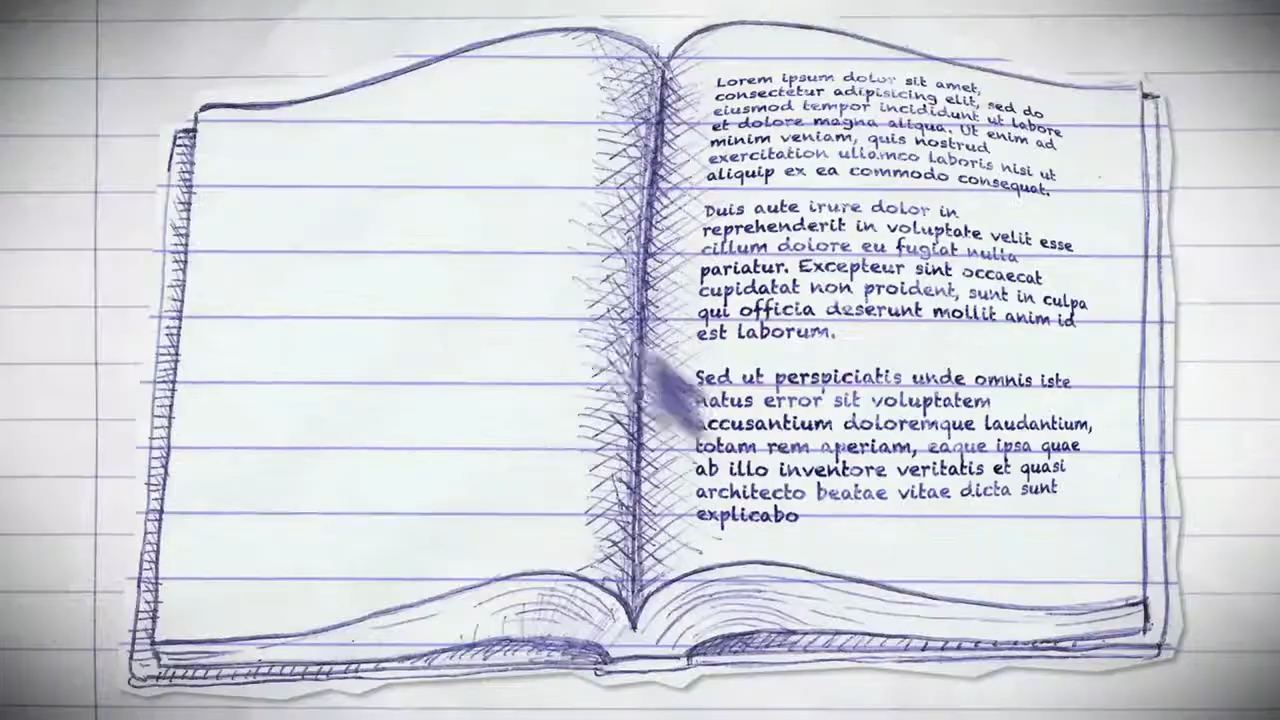 Lorem ipsum dolor sit amet,
consectetur adipisicing elit, sed do
eiusmod tempor incididunt ut labore
et dolore magna aliqua. Ut enim ad
minim veniam, quis nostrud
exercitation ullamco laboris nisi ut
aliquip ex ea commodo consequat.
Duis aute irure dolor in
reprehenderit in voluptate velit esse
cillum dolore eu fugiat nulla
pariatur. Excepteur sint occaecat
cupidatat non proident, sunt in culpa
qui officia deserunt mollit anim id
est laborum.
Sed ut perspiciatis unde omnis iste
natus error sit voluptatem
accusantium doloremque laudantium,
totam rem aperiam, eaque ipsa quae
ab illo inventore veritatis et quasi
architecto beatae vitae dicta sunt
explicabo